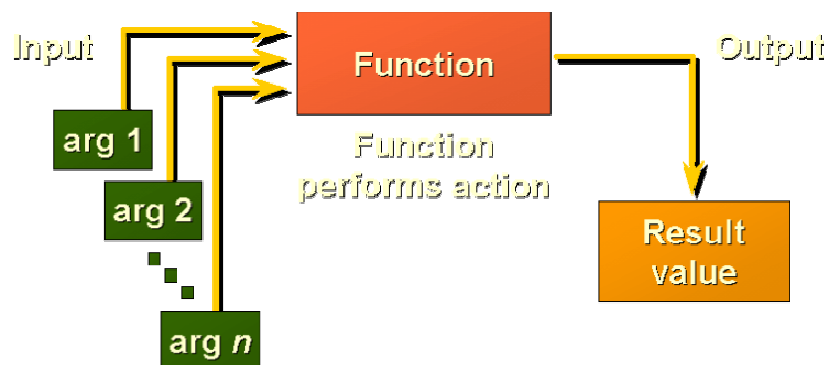 Input
Function
Output
arg 1
Function
performs action
arg 2
Result
value
arg n